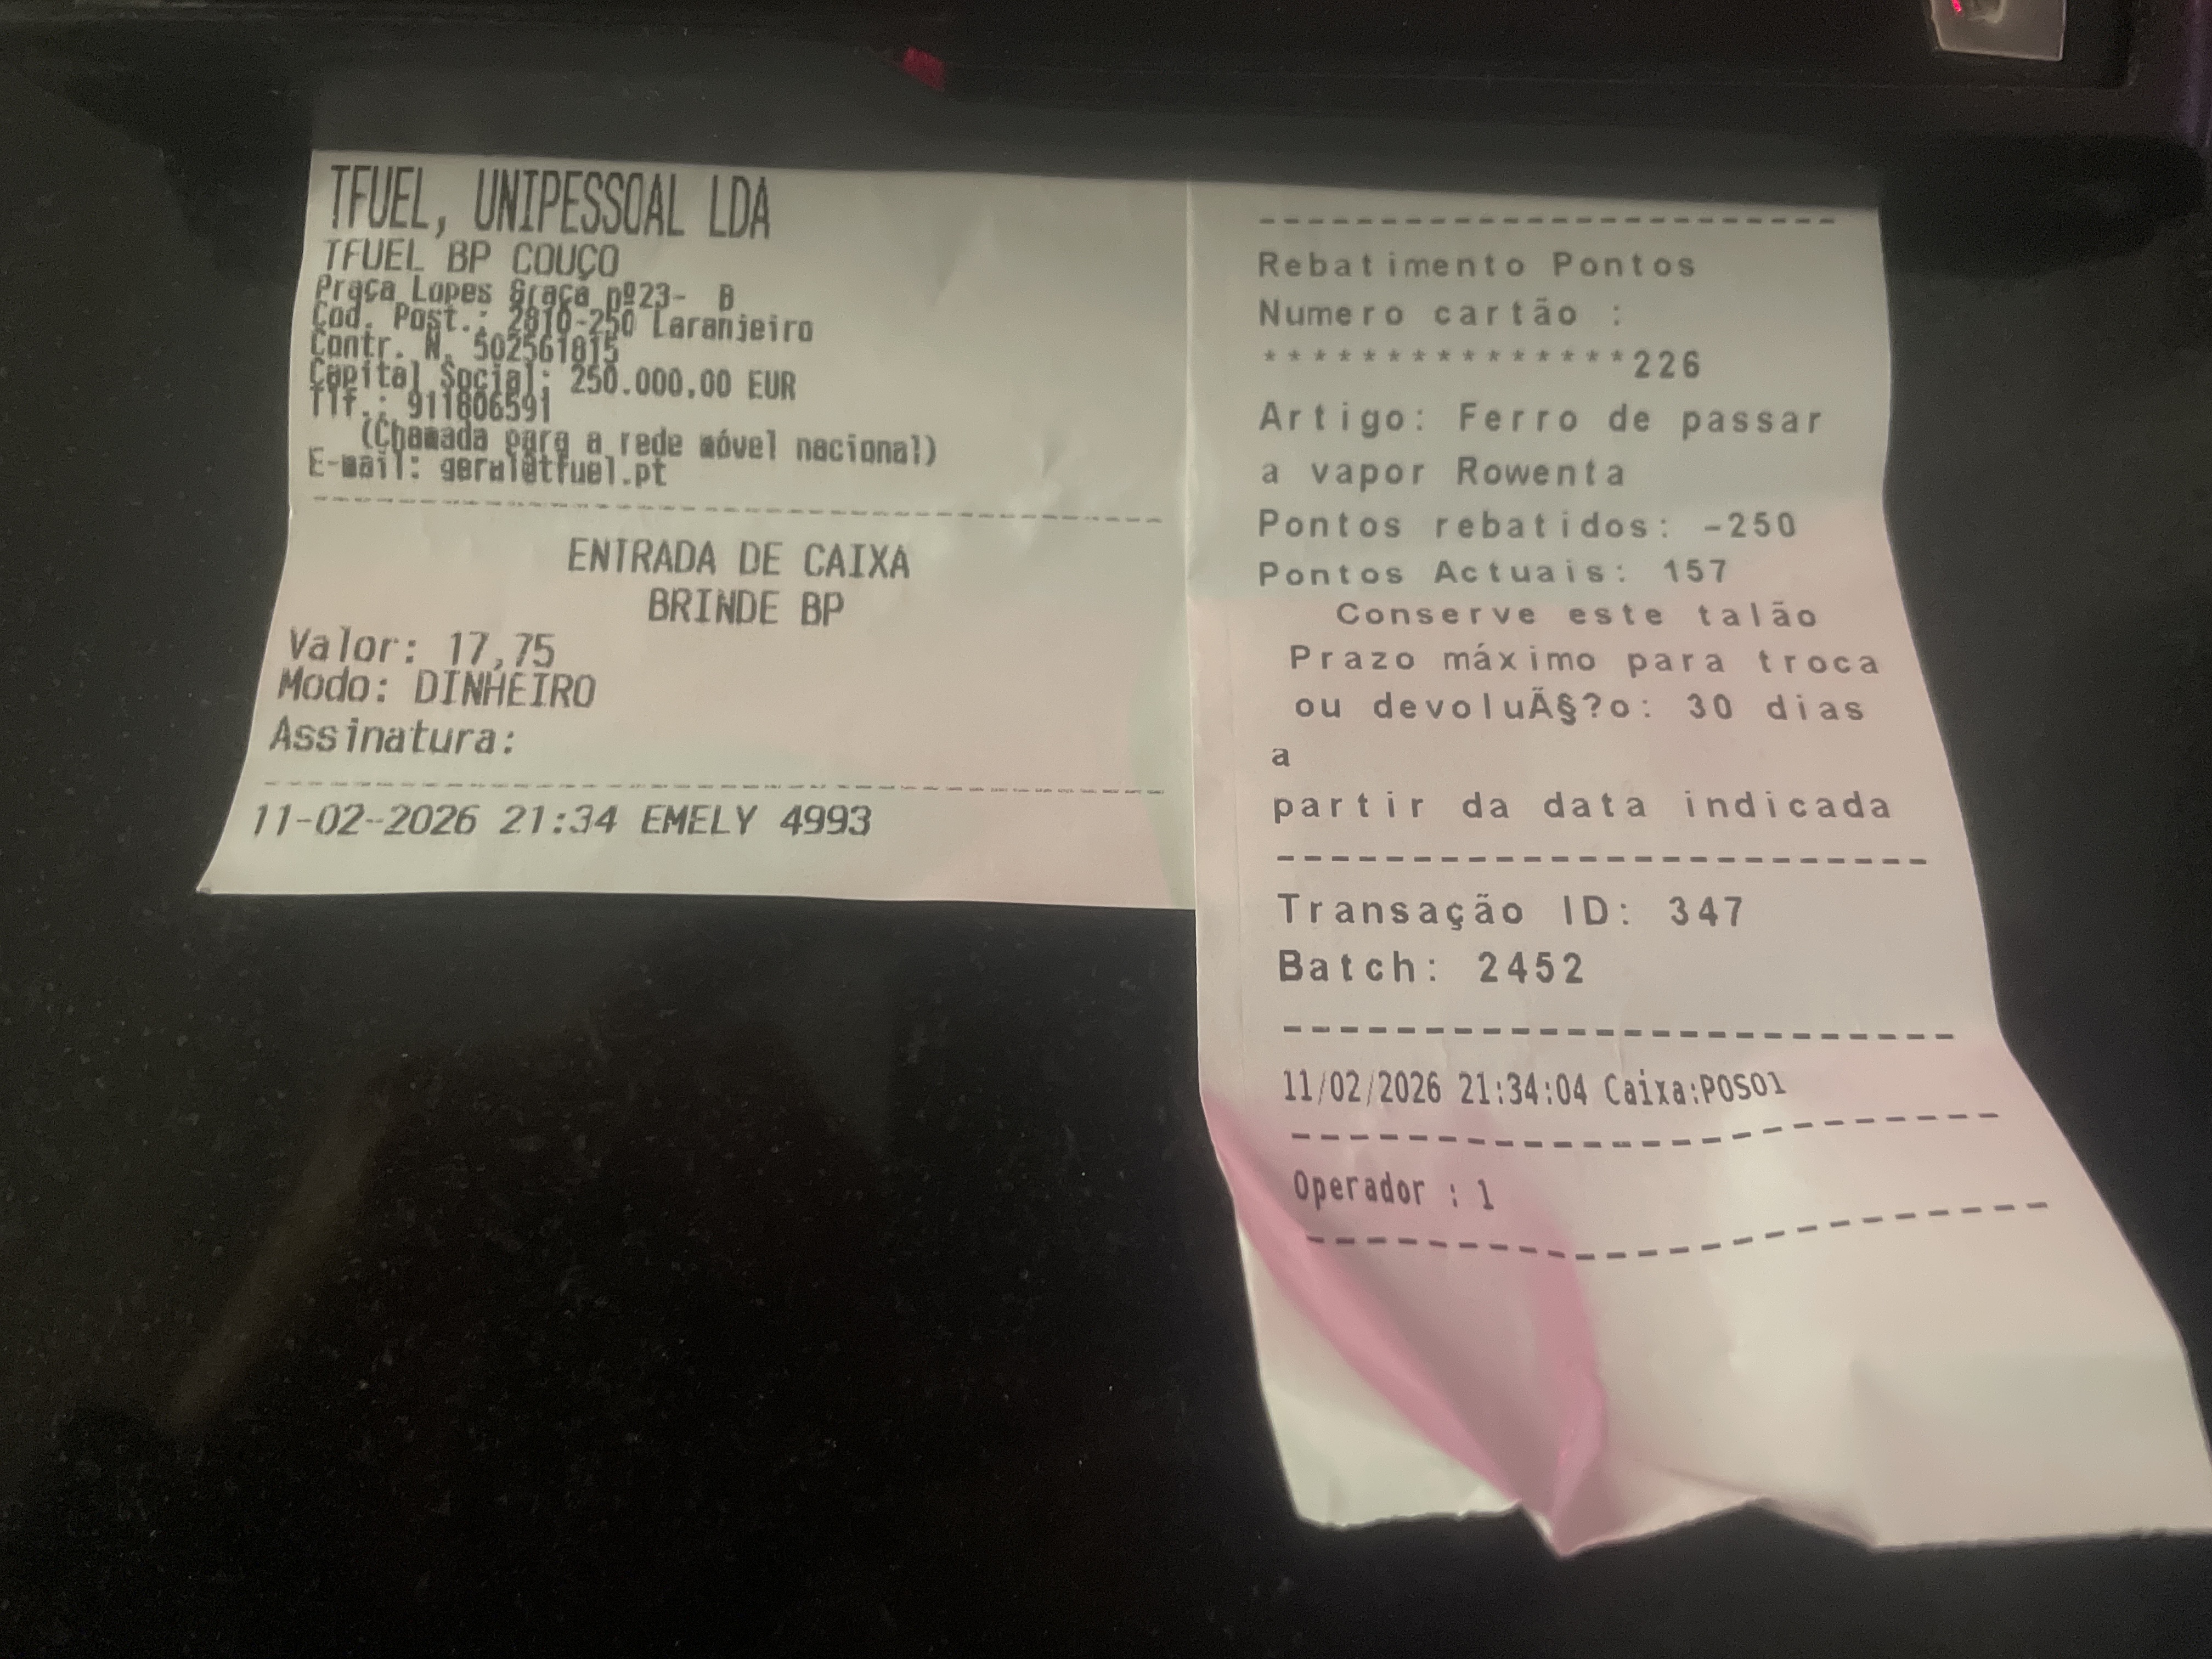 TFUEL, UNIPESSOAL LDA
TFUEL BP COUÇO
Praça Lopes Graça nº23- B
Cod. Post.: 2810-250 Laranjeiro
Contr. N. 502561815
Capital Social: 250.000,00 EUR
Tlf.: 911806591
(Chamada para a rede móvel nacional)
E-mail: geral@tfuel.pt
--------------------------------
ENTRADA DE CAIXA
BRINDE BP
Valor: 17,75
Modo: DINHEIRO
Assinatura:
--------------------------------
11-02-2026 21:34 EMELY 4993
------------------------
Rebatimento Pontos
Numero cartão :
**************226
Artigo: Ferro de passar
a vapor Rowenta
Pontos rebatidos: -250
Pontos Actuais: 157
Conserve este talão
Prazo máximo para troca
ou devoluÃ§?o: 30 dias
a
partir da data indicada
------------------------
Transação ID: 347
Batch: 2452
------------------------
11/02/2026 21:34:04 Caixa:POS01
------------------------
Operador : 1
------------------------